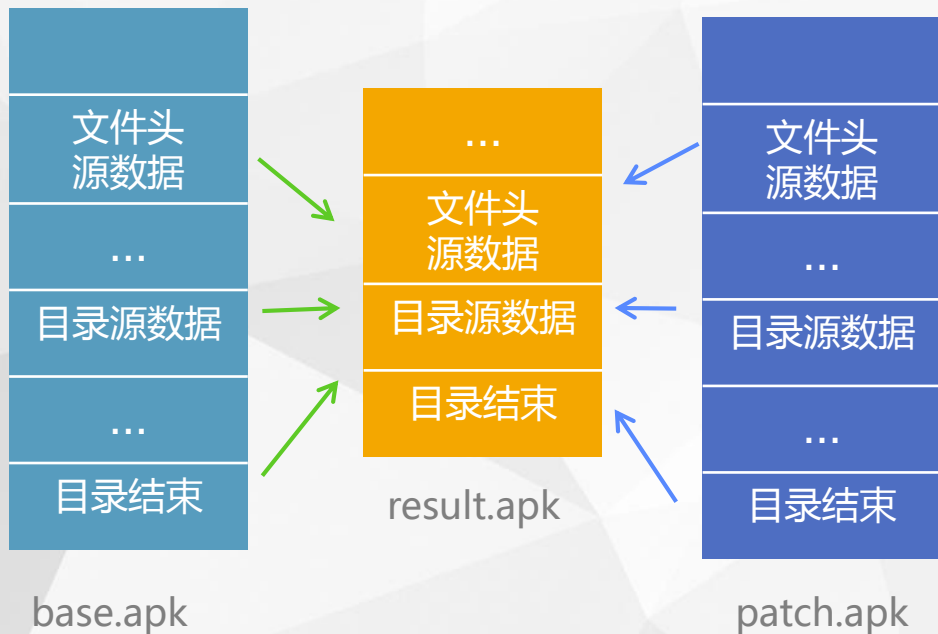 文件头
源数据
...
目录源数据
...
目录结束
base.apk
...
文件头
源数据
目录源数据
目录结束
result.apk
文件头
源数据
...
目录源数据
...
目录结束
patch.apk